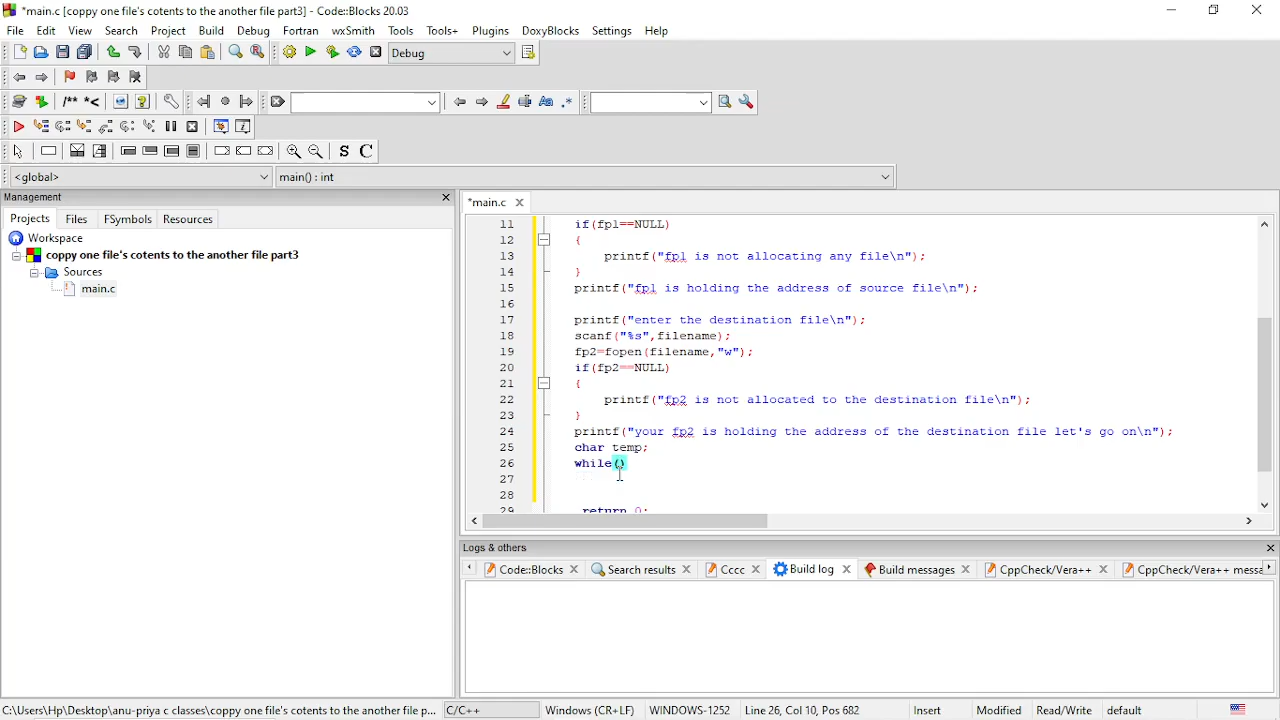 *main.c [coppy one file's cotents to the another file part3] - Code::Blocks 20.03
File Edit View Search Project Build Debug Fortran wxSmith Tools Tools+ Plugins DoxyBlocks Settings Help
Debug
/** *<
Aa .*
S C
<global> main() : int
Management
*main.c
Projects Files FSymbols Resources
Workspace
coppy one file's cotents to the another file part3
Sources
main.c
11 if(fp1==NULL)
12 {
13 printf("fp1 is not allocating any file\n");
14 }
15 printf("fp1 is holding the address of source file\n");
16
17 printf("enter the destination file\n");
18 scanf("%s",filename);
19 fp2=fopen(filename,"w");
20 if(fp2==NULL)
21 {
22 printf("fp2 is not allocated to the destination file\n");
23 }
24 printf("your fp2 is holding the address of the destination file let's go on\n");
25 char temp;
26 while()
27
28
29 return 0;
Logs & others
Code::Blocks Search results Cccc Build log Build messages CppCheck/Vera++ CppCheck/Vera++ messa
C:\Users\Hp\Desktop\anu-priya c classes\coppy one file's cotents to the another file p... C/C++ Windows (CR+LF) WINDOWS-1252 Line 26, Col 10, Pos 682 Insert Modified Read/Write default